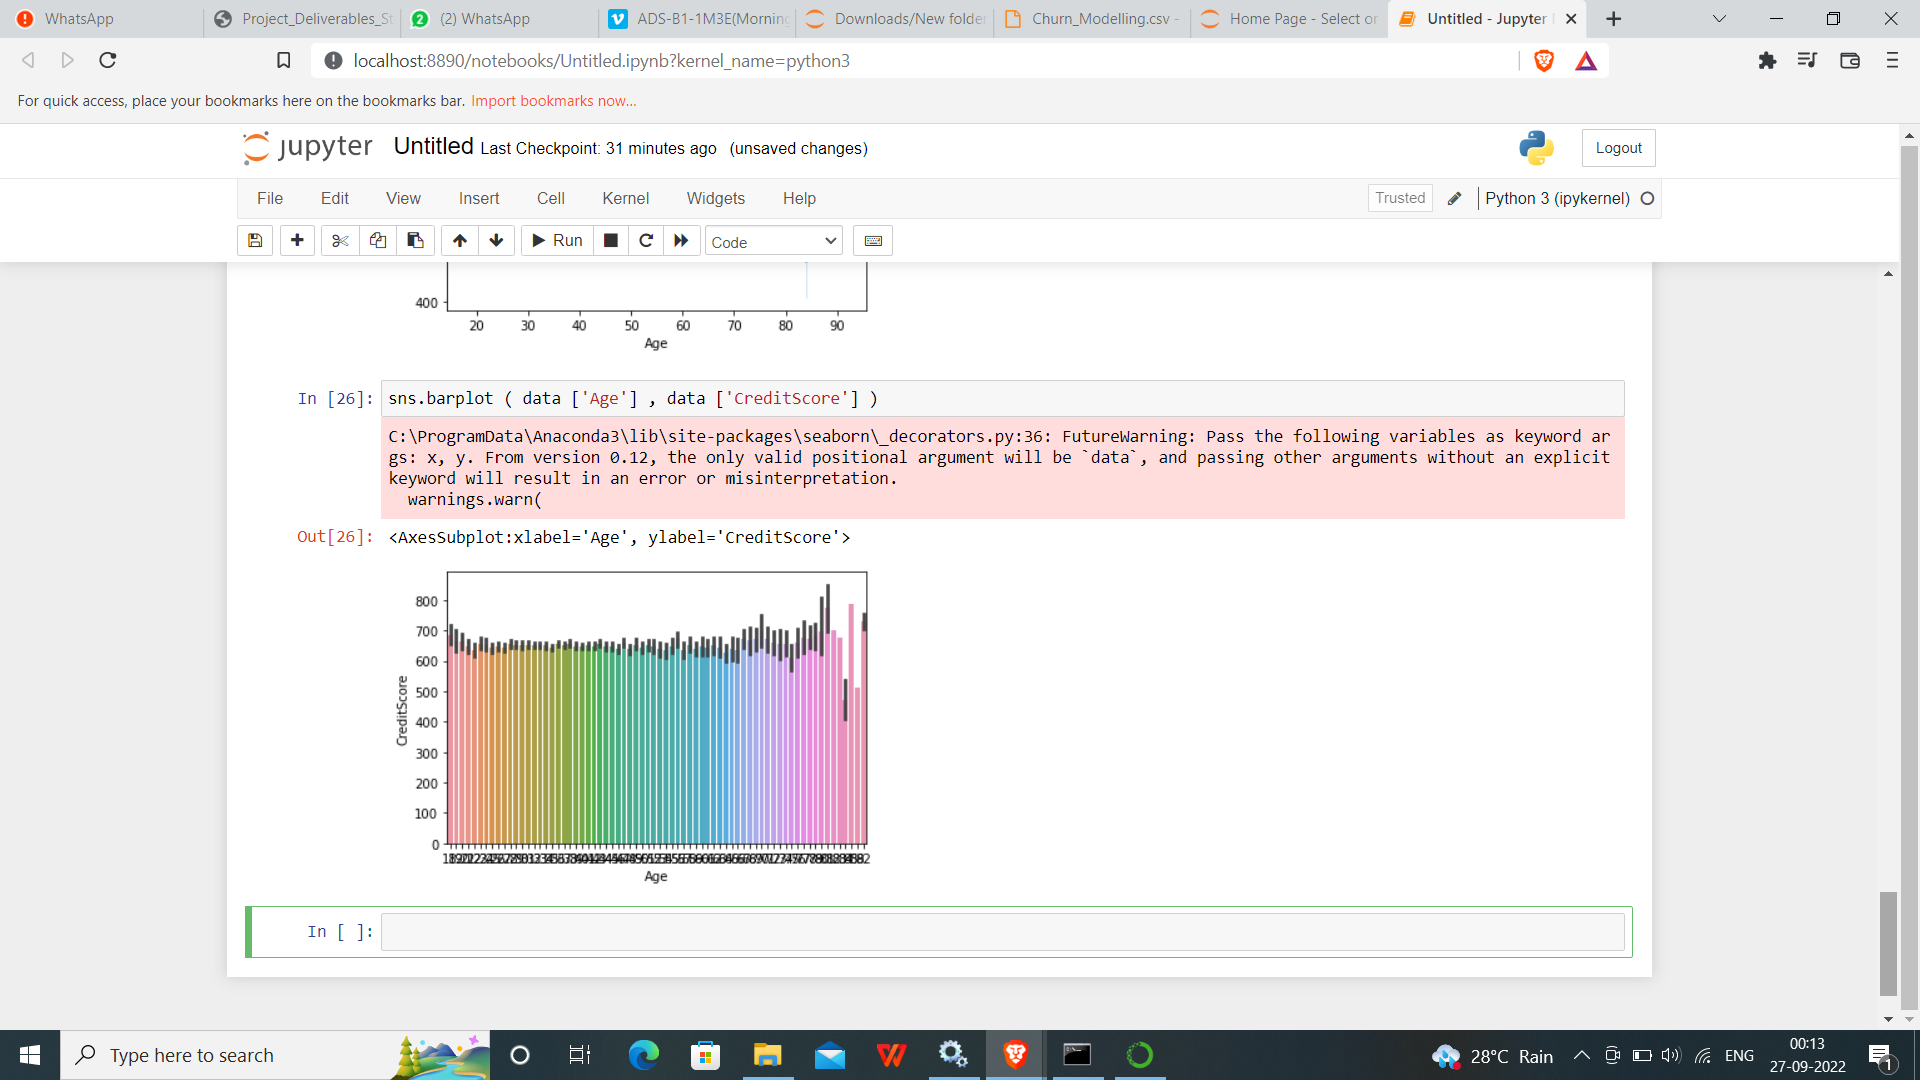 WhatsApp
Project_Deliverables_St
(2) WhatsApp
ADS-B1-1M3E(Morning
Downloads/New folder
Churn_Modelling.csv -
Home Page - Select or
Untitled - Jupyter
localhost:8890/notebooks/Untitled.ipynb?kernel_name=python3
For quick access, place your bookmarks here on the bookmarks bar. Import bookmarks now...
jupyter Untitled Last Checkpoint: 31 minutes ago (unsaved changes)
Logout
File Edit View Insert Cell Kernel Widgets Help
Trusted Python 3 (ipykernel)
Run Code
400
20 30 40 50 60 70 80 90
Age
In [26]: sns.barplot ( data ['Age'] , data ['CreditScore'] )
C:\ProgramData\Anaconda3\lib\site-packages\seaborn\_decorators.py:36: FutureWarning: Pass the following variables as keyword ar
gs: x, y. From version 0.12, the only valid positional argument will be `data`, and passing other arguments without an explicit
keyword will result in an error or misinterpretation.
warnings.warn(
Out[26]: <AxesSubplot:xlabel='Age', ylabel='CreditScore'>
800
700
600
500
400
300
200
100
0
CreditScore
Age
In [ ]:
Type here to search
28°C Rain
ENG
00:13
27-09-2022
1